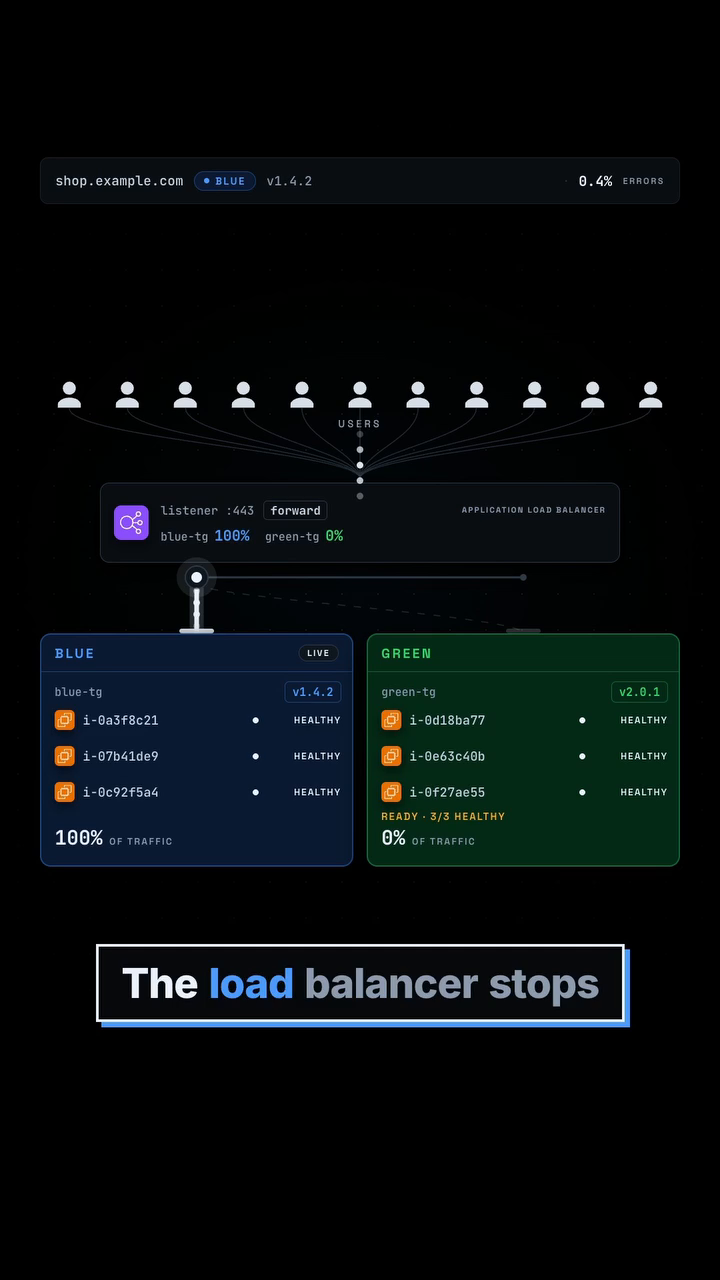 shop.example.com BLUE v1.4.2 0.4% ERRORS
USERS
listener :443 forward APPLICATION LOAD BALANCER
blue-tg 100% green-tg 0%
BLUE LIVE
blue-tg v1.4.2
i-0a3f8c21 HEALTHY
i-07b41de9 HEALTHY
i-0c92f5a4 HEALTHY
100% OF TRAFFIC
GREEN
green-tg v2.0.1
i-0d18ba77 HEALTHY
i-0e63c40b HEALTHY
i-0f27ae55 HEALTHY
READY · 3/3 HEALTHY
0% OF TRAFFIC
The load balancer stops